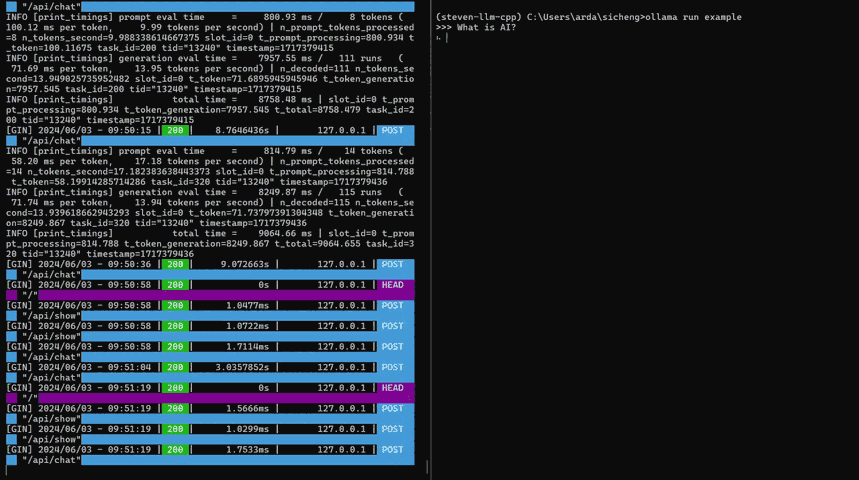 "/api/chat"
INFO [print_timings] prompt eval time     =     800.93 ms /     8 tokens (
100.12 ms per token,     9.99 tokens per second) | n_prompt_tokens_processed
=8 n_tokens_second=9.988338614667375 slot_id=0 t_prompt_processing=800.934 t
_token=100.11675 task_id=200 tid="13240" timestamp=1717379415
INFO [print_timings] generation eval time =    7957.55 ms /   111 runs   (
 71.69 ms per token,    13.95 tokens per second) | n_decoded=111 n_tokens_se
cond=13.949025735952482 slot_id=0 t_token=71.6895945945946 t_token_generatio
n=7957.545 task_id=200 tid="13240" timestamp=1717379415
INFO [print_timings]           total time =    8758.48 ms | slot_id=0 t_prom
pt_processing=800.934 t_token_generation=7957.545 t_total=8758.479 task_id=2
00 tid="13240" timestamp=1717379415
[GIN] 2024/06/03 - 09:50:15 | 200 |    8.7646436s |       127.0.0.1 | POST
"/api/chat"
INFO [print_timings] prompt eval time     =     814.79 ms /    14 tokens (
 58.20 ms per token,    17.18 tokens per second) | n_prompt_tokens_processed
=14 n_tokens_second=17.182383638443373 slot_id=0 t_prompt_processing=814.788
 t_token=58.19914285714286 task_id=320 tid="13240" timestamp=1717379436
INFO [print_timings] generation eval time =    8249.87 ms /   115 runs   (
 71.74 ms per token,    13.94 tokens per second) | n_decoded=115 n_tokens_se
cond=13.939618662943293 slot_id=0 t_token=71.73797391304348 t_token_generati
on=8249.867 task_id=320 tid="13240" timestamp=1717379436
INFO [print_timings]           total time =    9064.66 ms | slot_id=0 t_prom
pt_processing=814.788 t_token_generation=8249.867 t_total=9064.655 task_id=3
20 tid="13240" timestamp=1717379436
[GIN] 2024/06/03 - 09:50:36 | 200 |     9.072663s |       127.0.0.1 | POST
"/api/chat"
[GIN] 2024/06/03 - 09:50:58 | 200 |            0s |       127.0.0.1 | HEAD
"/"
[GIN] 2024/06/03 - 09:50:58 | 200 |      1.0477ms |       127.0.0.1 | POST
"/api/show"
[GIN] 2024/06/03 - 09:50:58 | 200 |      1.0722ms |       127.0.0.1 | POST
"/api/show"
[GIN] 2024/06/03 - 09:50:58 | 200 |      1.7114ms |       127.0.0.1 | POST
"/api/chat"
[GIN] 2024/06/03 - 09:51:04 | 200 |    3.0357852s |       127.0.0.1 | POST
"/api/chat"
[GIN] 2024/06/03 - 09:51:19 | 200 |            0s |       127.0.0.1 | HEAD
"/"
[GIN] 2024/06/03 - 09:51:19 | 200 |      1.5666ms |       127.0.0.1 | POST
"/api/show"
[GIN] 2024/06/03 - 09:51:19 | 200 |      1.0299ms |       127.0.0.1 | POST
"/api/show"
[GIN] 2024/06/03 - 09:51:19 | 200 |      1.7533ms |       127.0.0.1 | POST
"/api/chat"
(steven-llm-cpp) C:\Users\arda\sicheng>ollama run example
>>> What is AI?